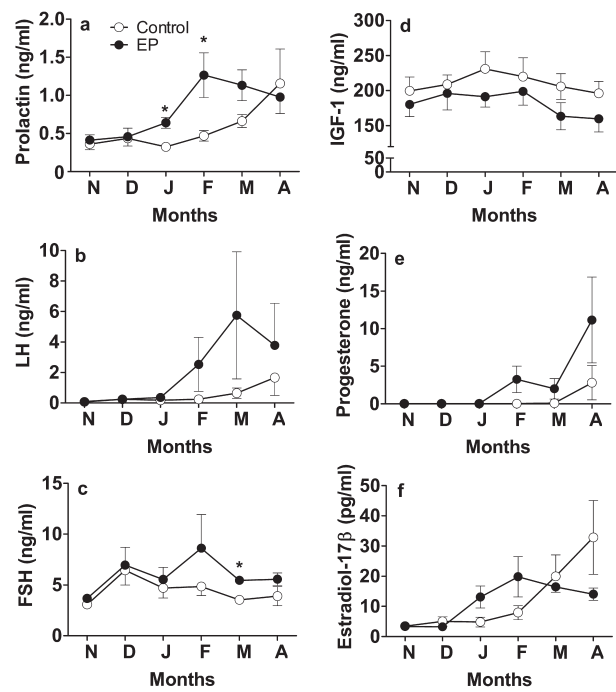 a
Control
EP
Prolactin (ng/ml)
2.0
1.5
1.0
0.5
0.0
*
*
N D J F M A
Months
d
IGF-1 (ng/ml)
300
250
200
150
50
0
N D J F M A
Months
b
LH (ng/ml)
10
8
6
4
2
0
N D J F M A
Months
e
Progesterone (ng/ml)
20
15
10
5
0
N D J F M A
Months
c
FSH (ng/ml)
15
10
5
0
*
N D J F M A
Months
f
Estradiol-17β (pg/ml)
50
40
30
20
10
0
N D J F M A
Months